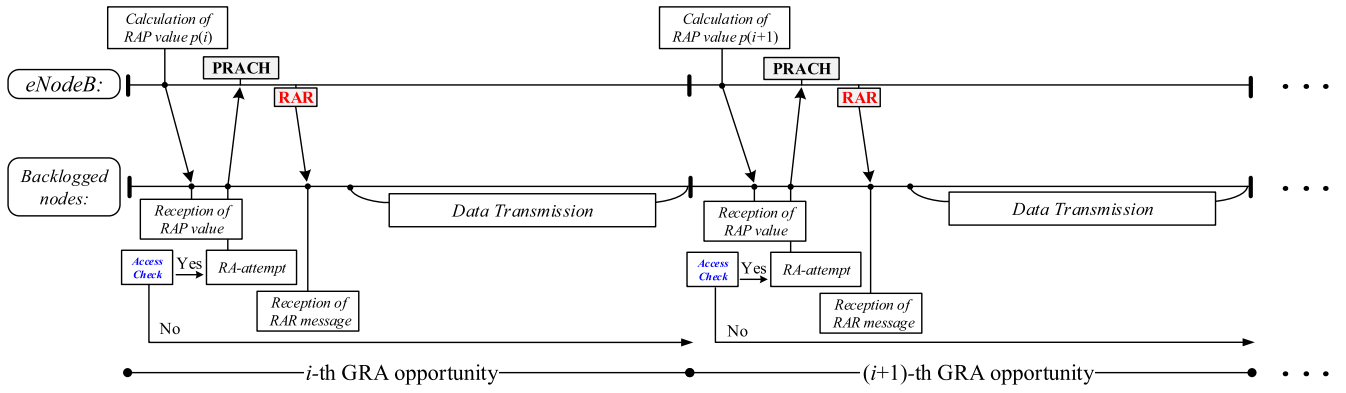 Calculation of
RAP value p(i)
Calculation of
RAP value p(i+1)
eNodeB:
PRACH
RAR
PRACH
RAR
. . .
Backlogged
nodes:
Reception of
RAP value
Data Transmission
Reception of
RAP value
Data Transmission
. . .
Access
Check
Yes
RA-attempt
Access
Check
Yes
RA-attempt
Reception of
RAR message
Reception of
RAR message
No
No
i-th GRA opportunity
(i+1)-th GRA opportunity
. . .